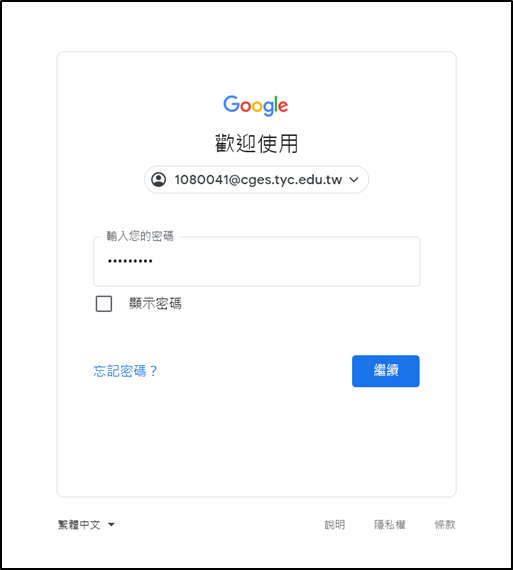 Google
歡迎使用
1080041@cges.tyc.edu.tw
輸入您的密碼
•••••••••
顯示密碼
忘記密碼？
繼續
繁體中文
說明 隱私權 條款